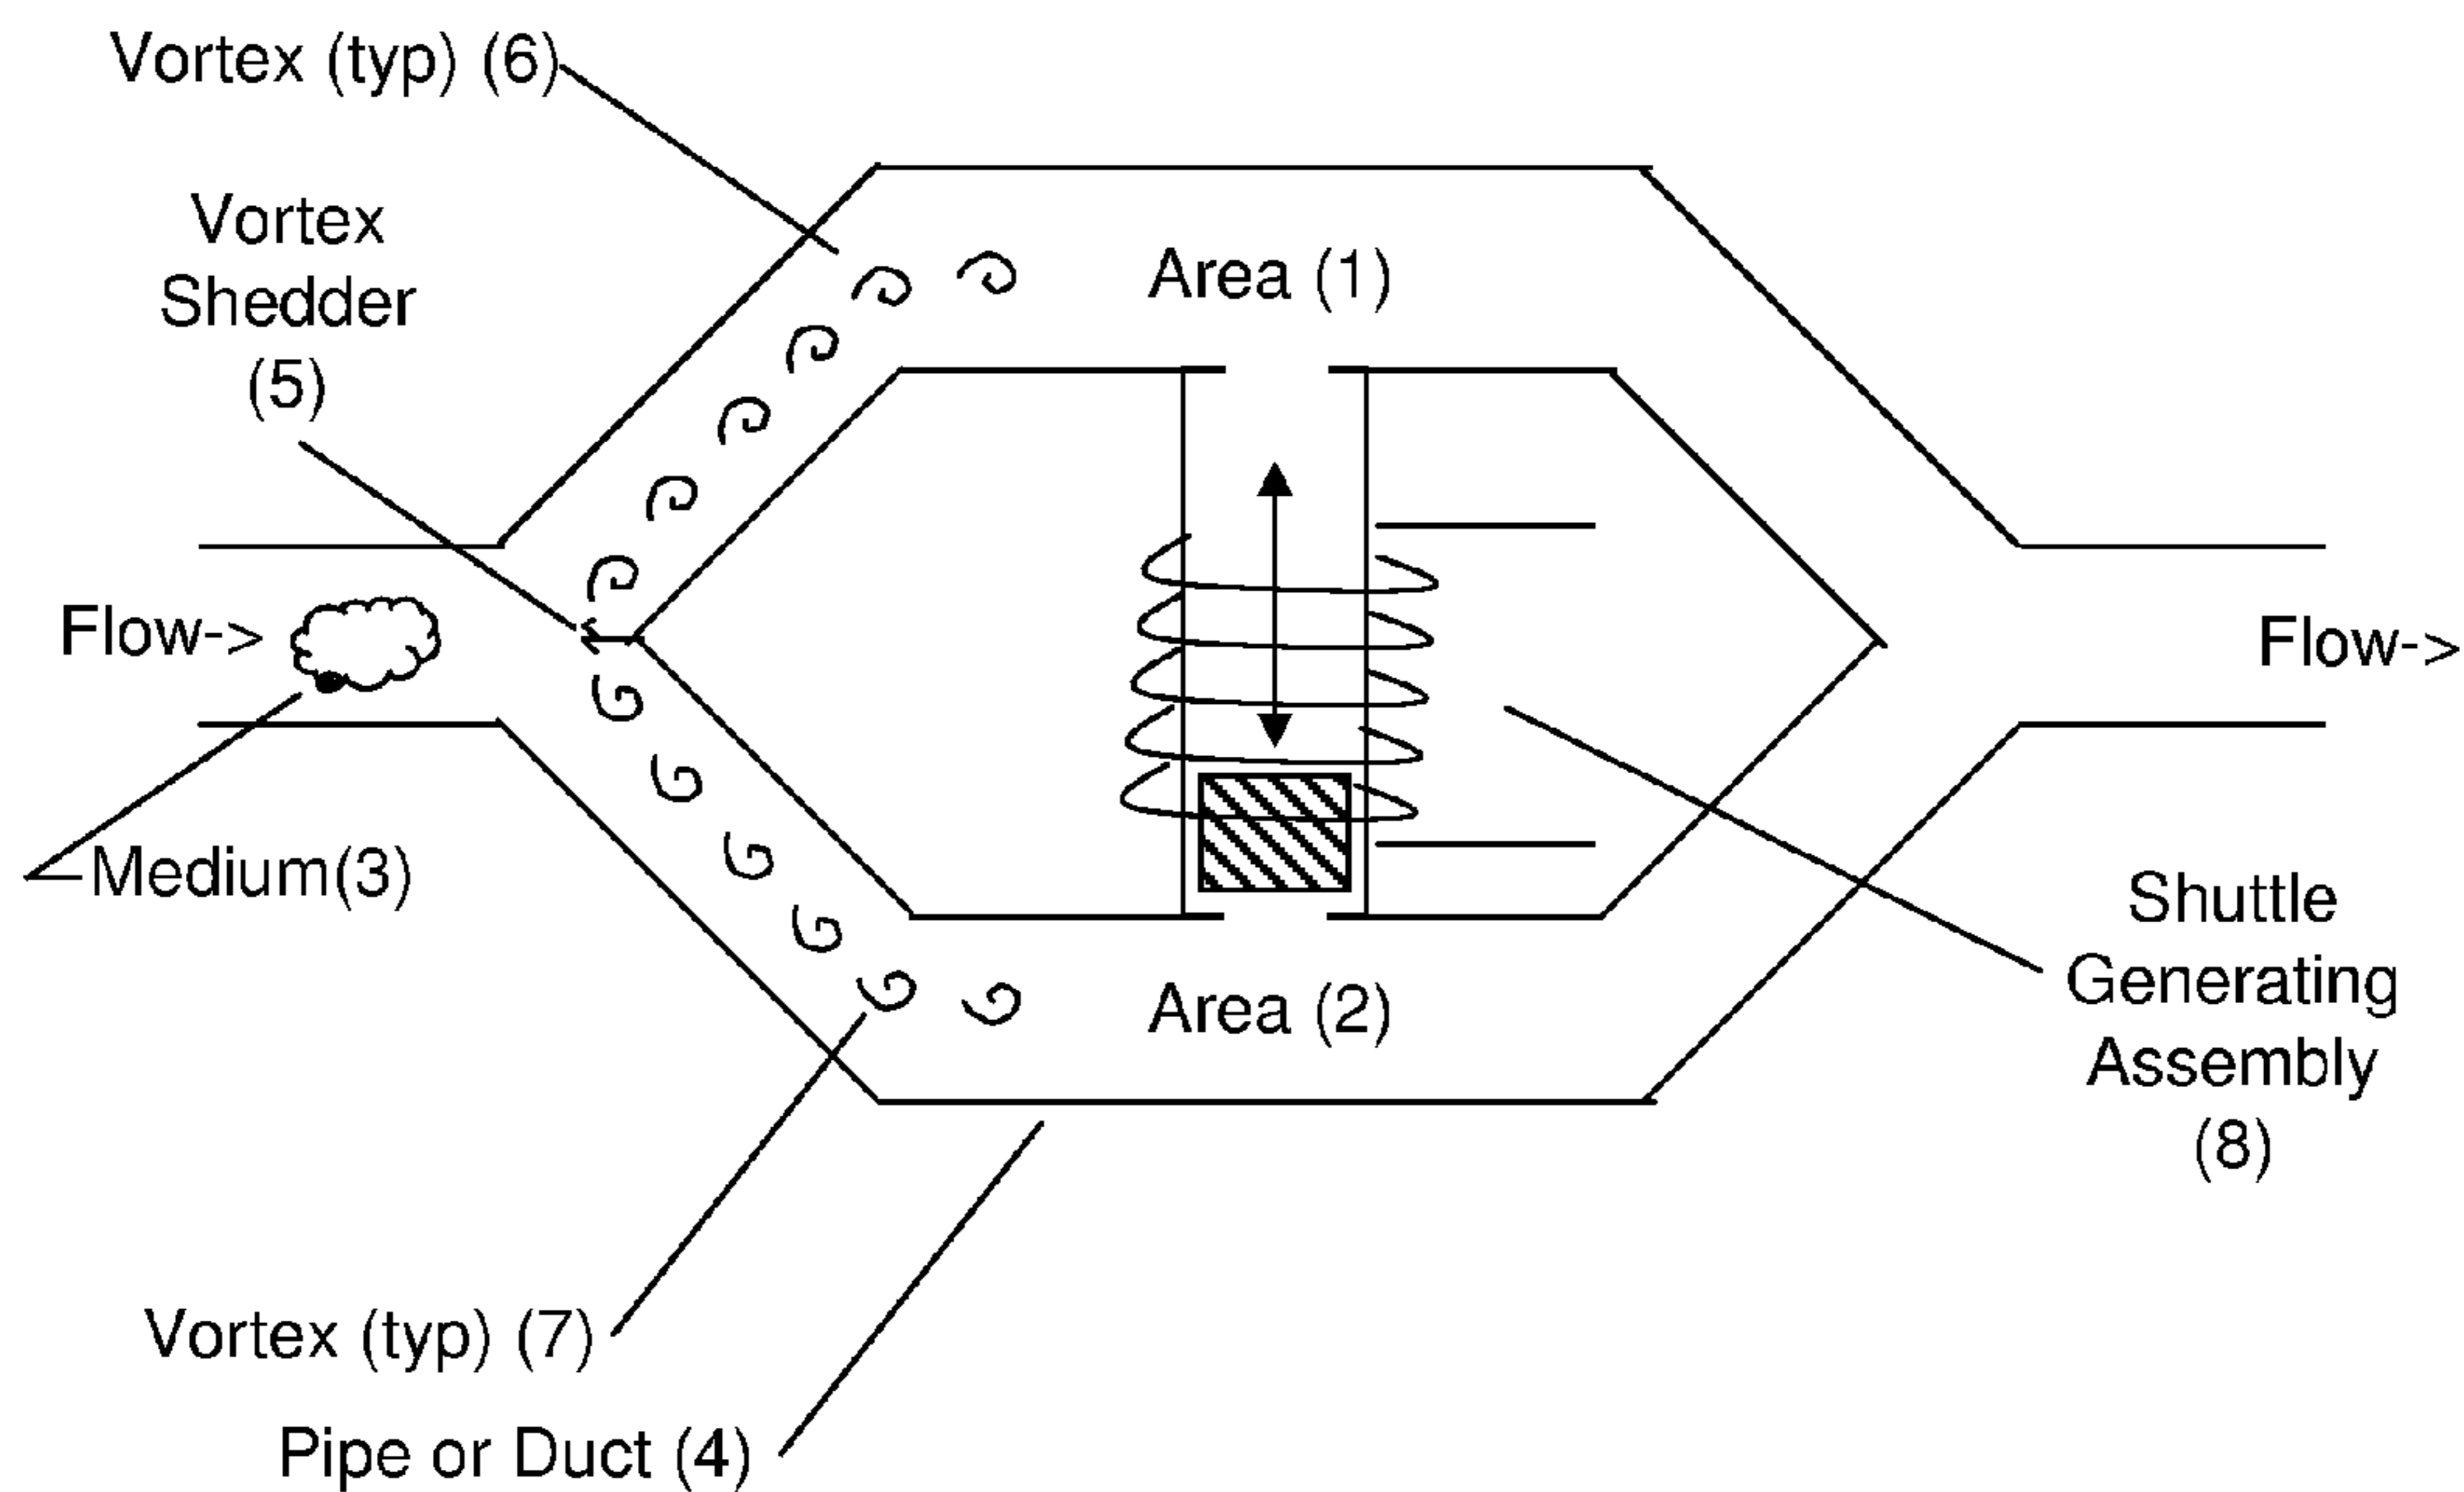 Vortex (typ) (6)
Vortex
Shedder
(5)
Area (1)
Flow->
Flow->
Medium(3)
Area (2)
Shuttle
Generating
Assembly
(8)
Vortex (typ) (7)
Pipe or Duct (4)